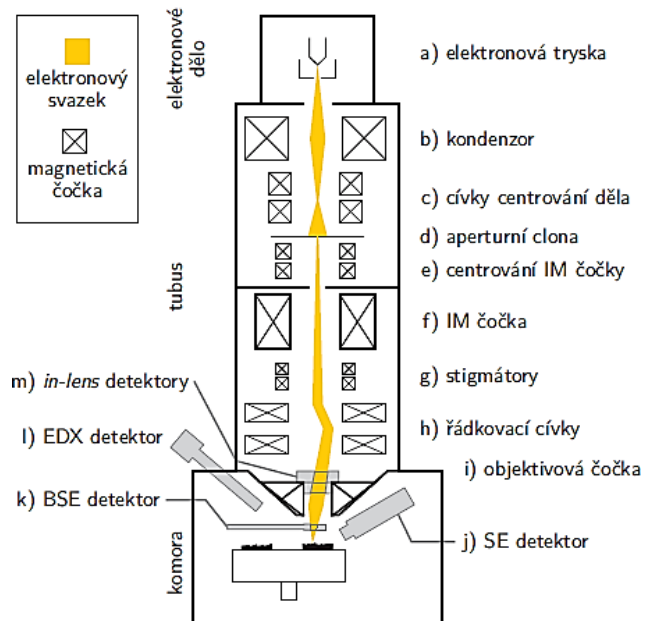 elektronový
svazek
magnetická
čočka
elektronové
dělo
tubus
komora
a) elektronová tryska
b) kondenzor
c) cívky centrování děla
d) aperturní clona
e) centrování IM čočky
f) IM čočka
g) stigmátory
h) řádkovací cívky
i) objektivová čočka
j) SE detektor
m) in-lens detektory
l) EDX detektor
k) BSE detektor